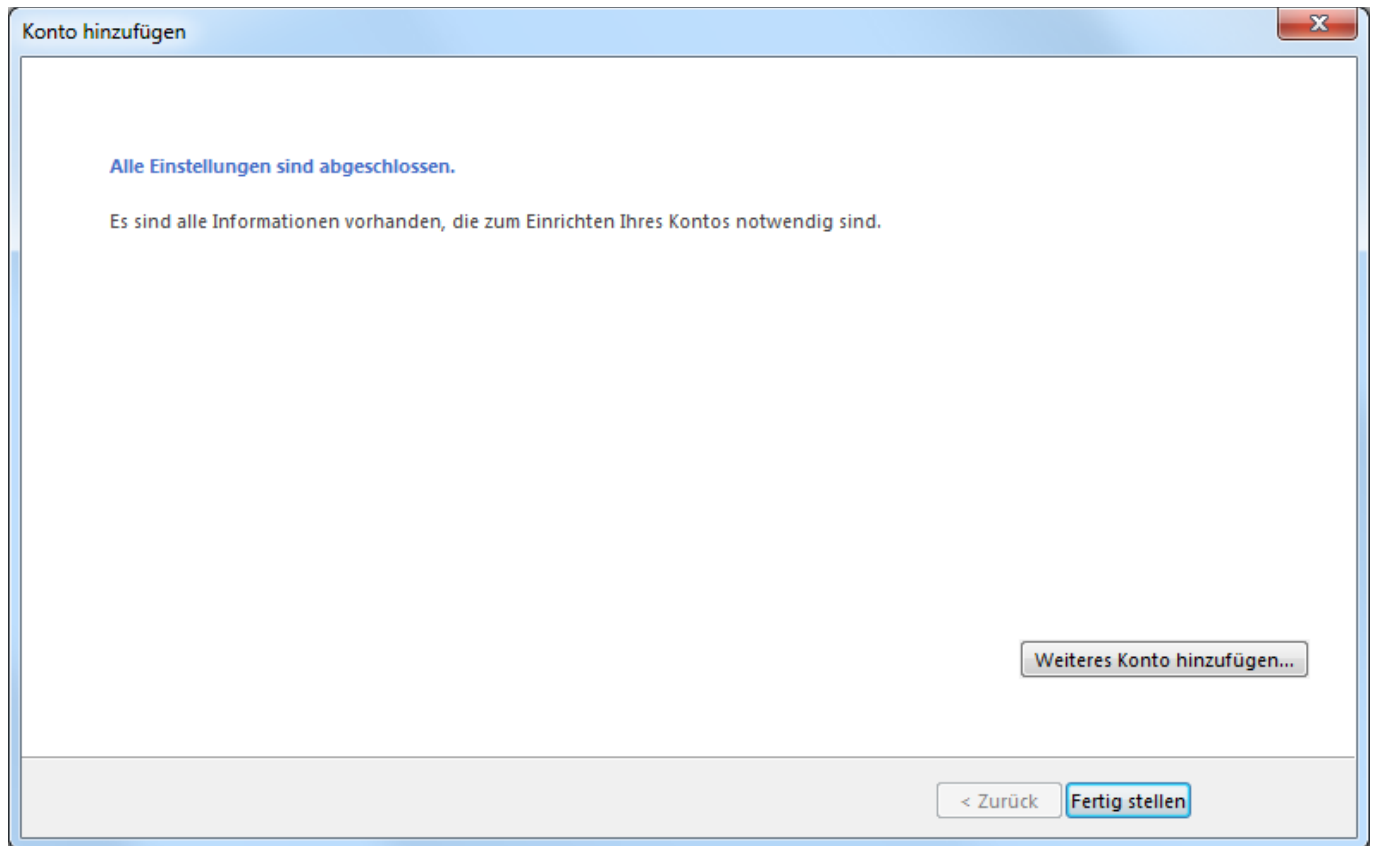 Konto hinzufügen
Alle Einstellungen sind abgeschlossen.
Es sind alle Informationen vorhanden, die zum Einrichten Ihres Kontos notwendig sind.
Weiteres Konto hinzufügen...
< Zurück
Fertig stellen